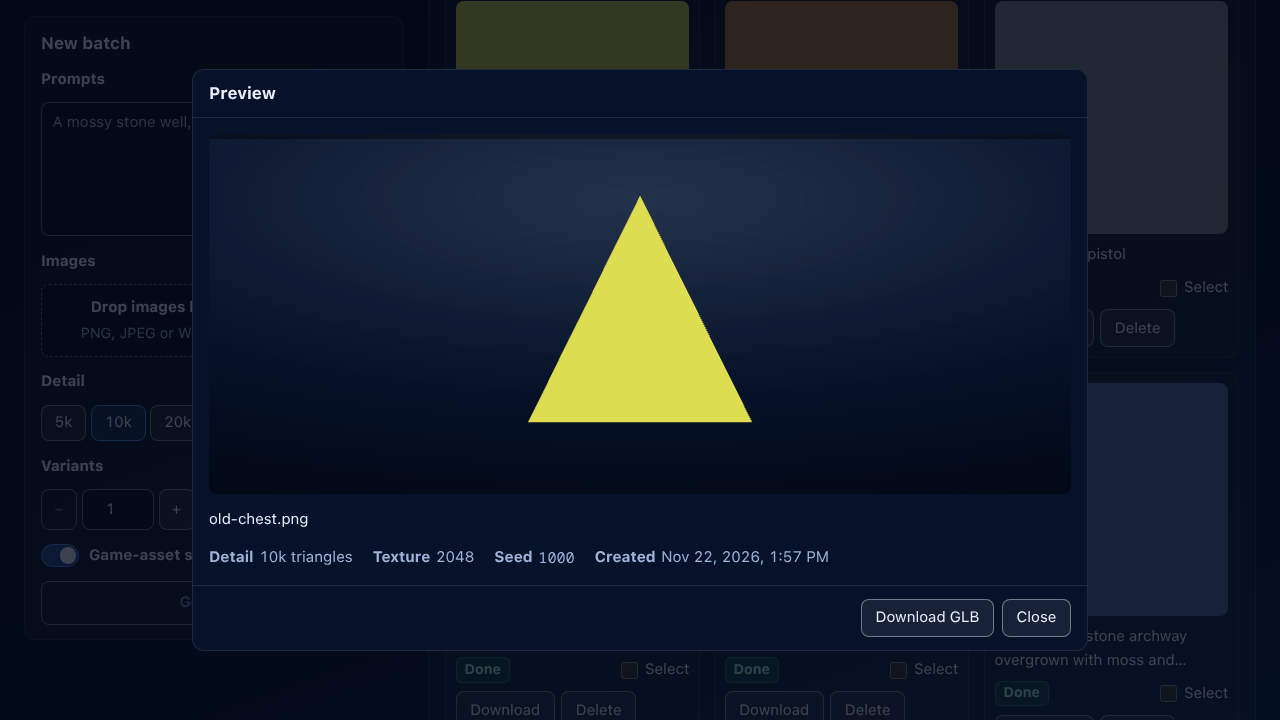 New batch
Prompts
A mossy stone well,
Images
Drop images
PNG, JPEG or W
Detail
5k 10k 20k
Variants
− 1 +
Game-asset s
Preview
old-chest.png
Detail 10k triangles Texture 2048 Seed 1000 Created Nov 22, 2026, 1:57 PM
Download GLB Close
pistol
Select
Delete
Done Select
Download Delete
Done Select
Download Delete
stone archway
overgrown with moss and...
Done Select